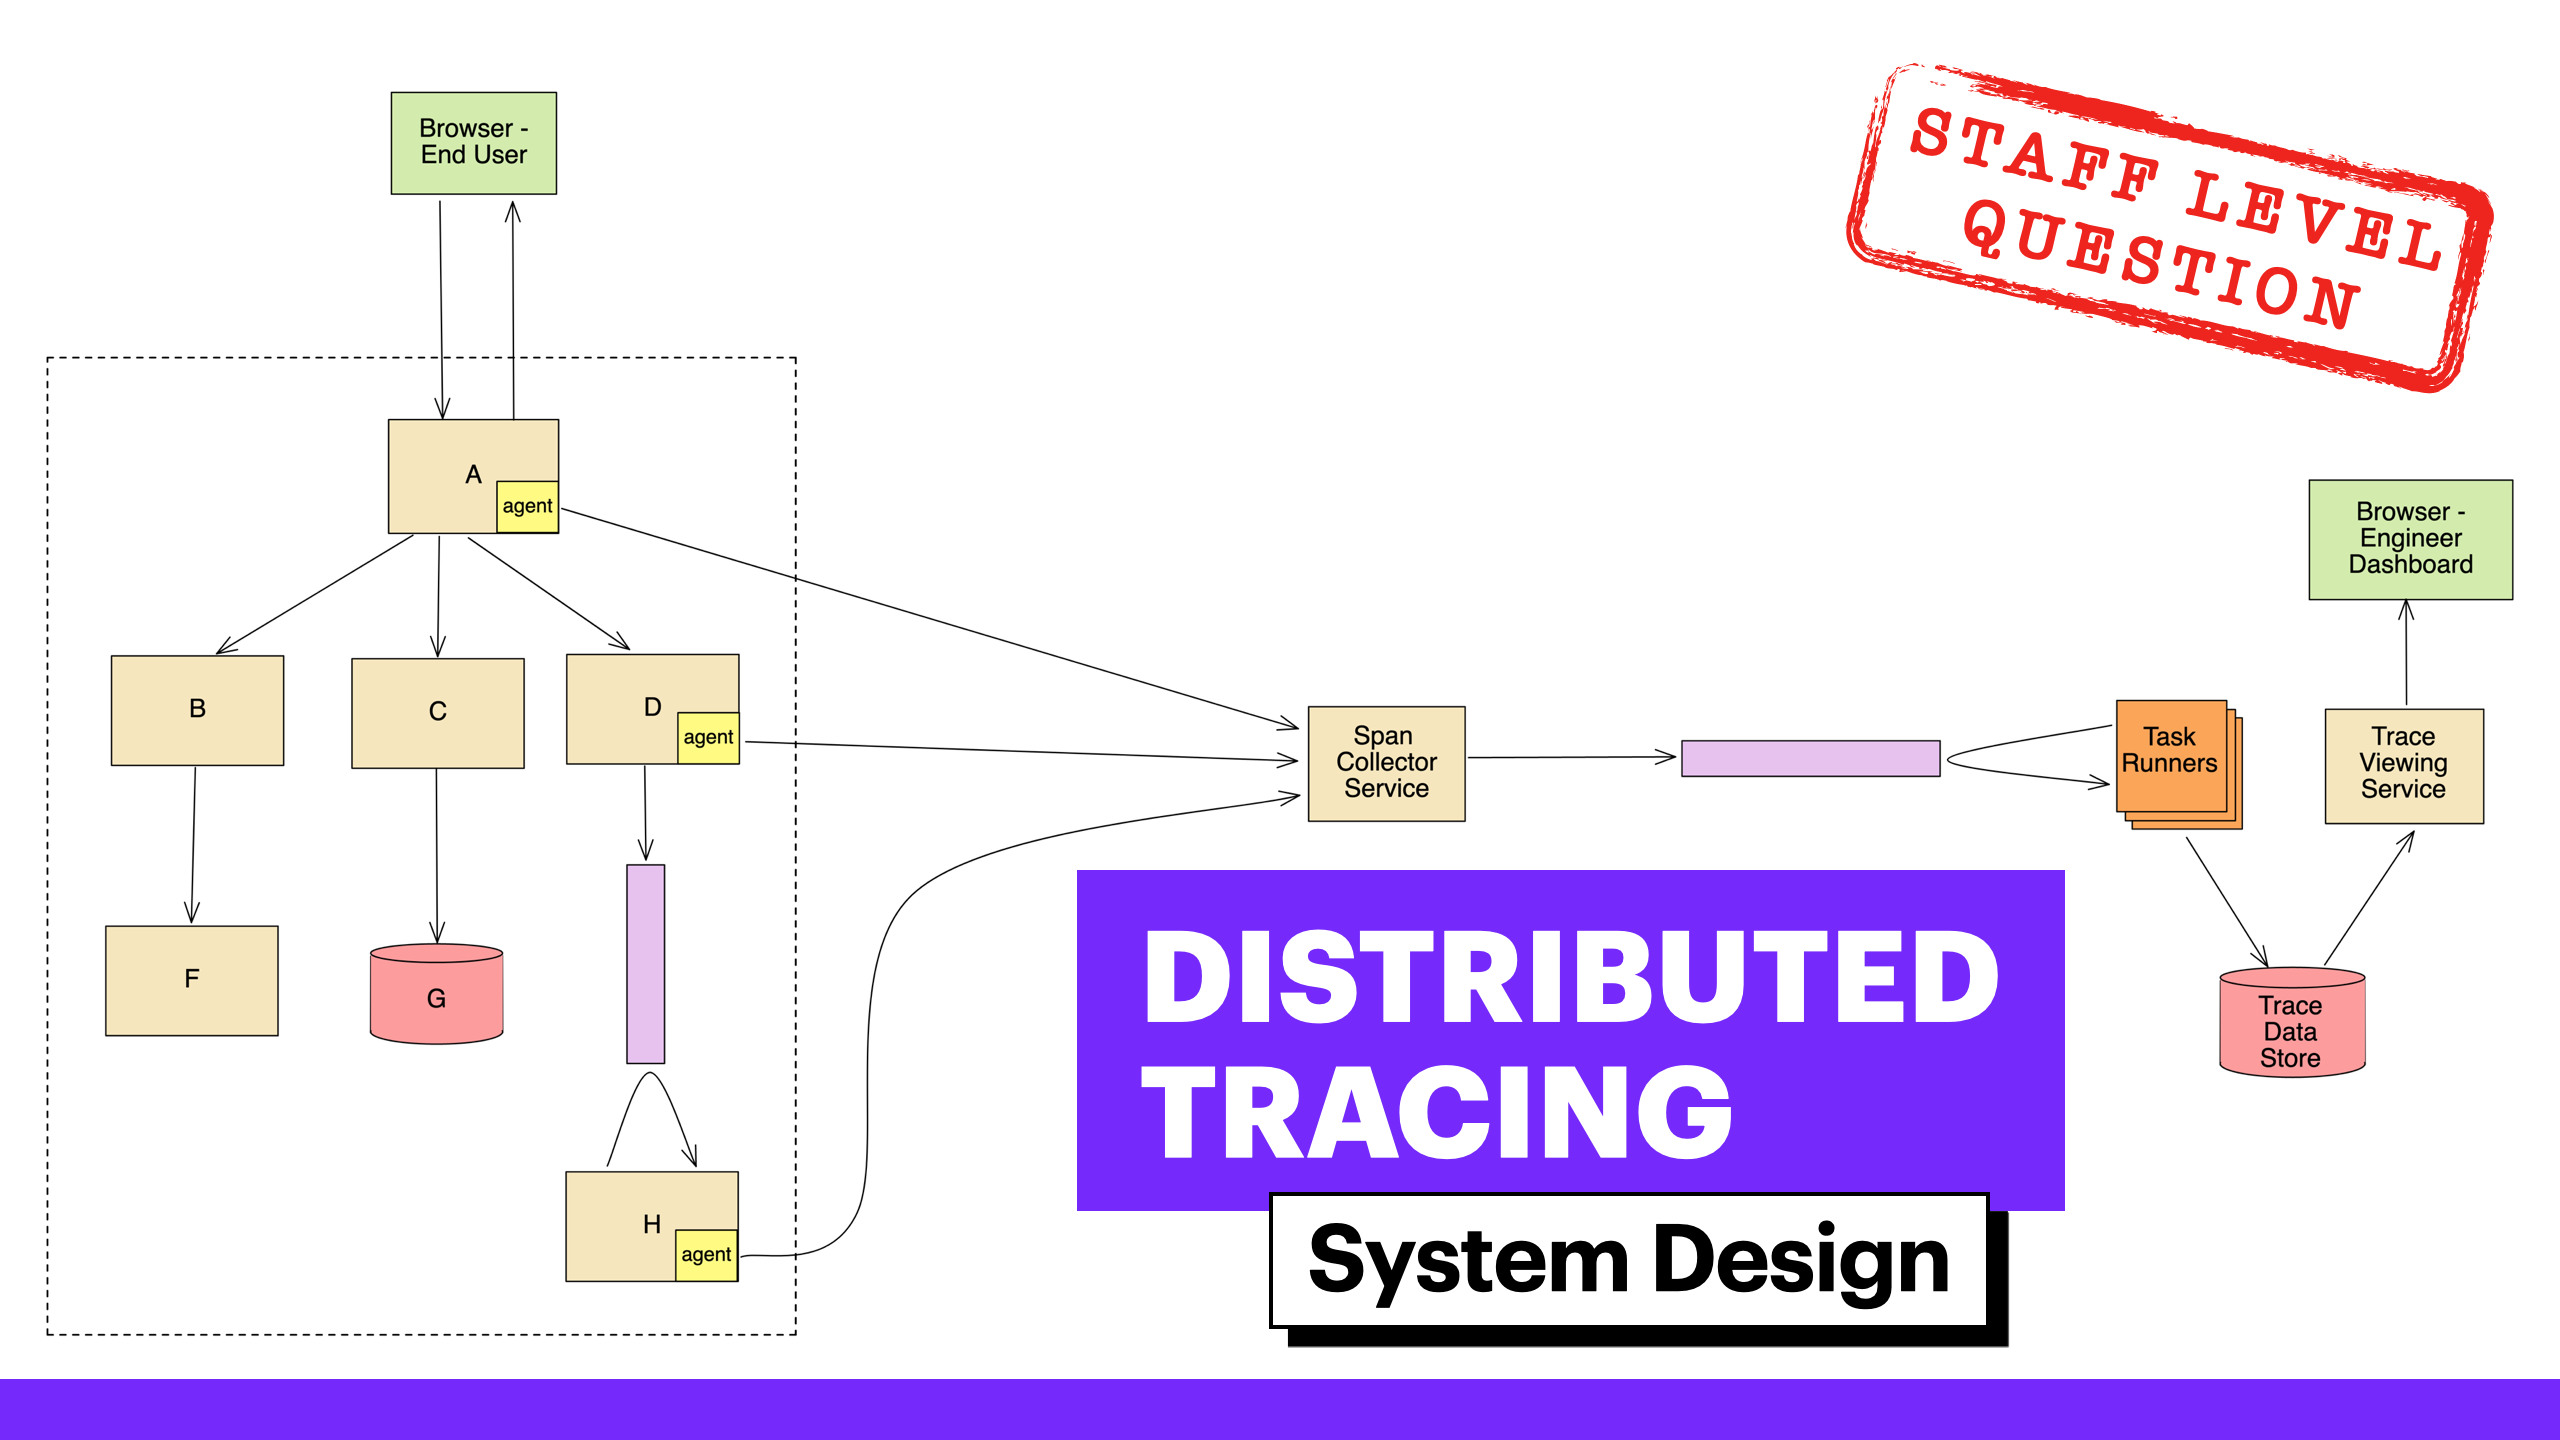 STAFF LEVEL
QUESTION
Browser -
End User
A
agent
B
C
D
agent
F
G
H
agent
Span
Collector
Service
Task
Runners
Trace
Viewing
Service
Browser -
Engineer
Dashboard
Trace
Data
Store
DISTRIBUTED
TRACING
System Design